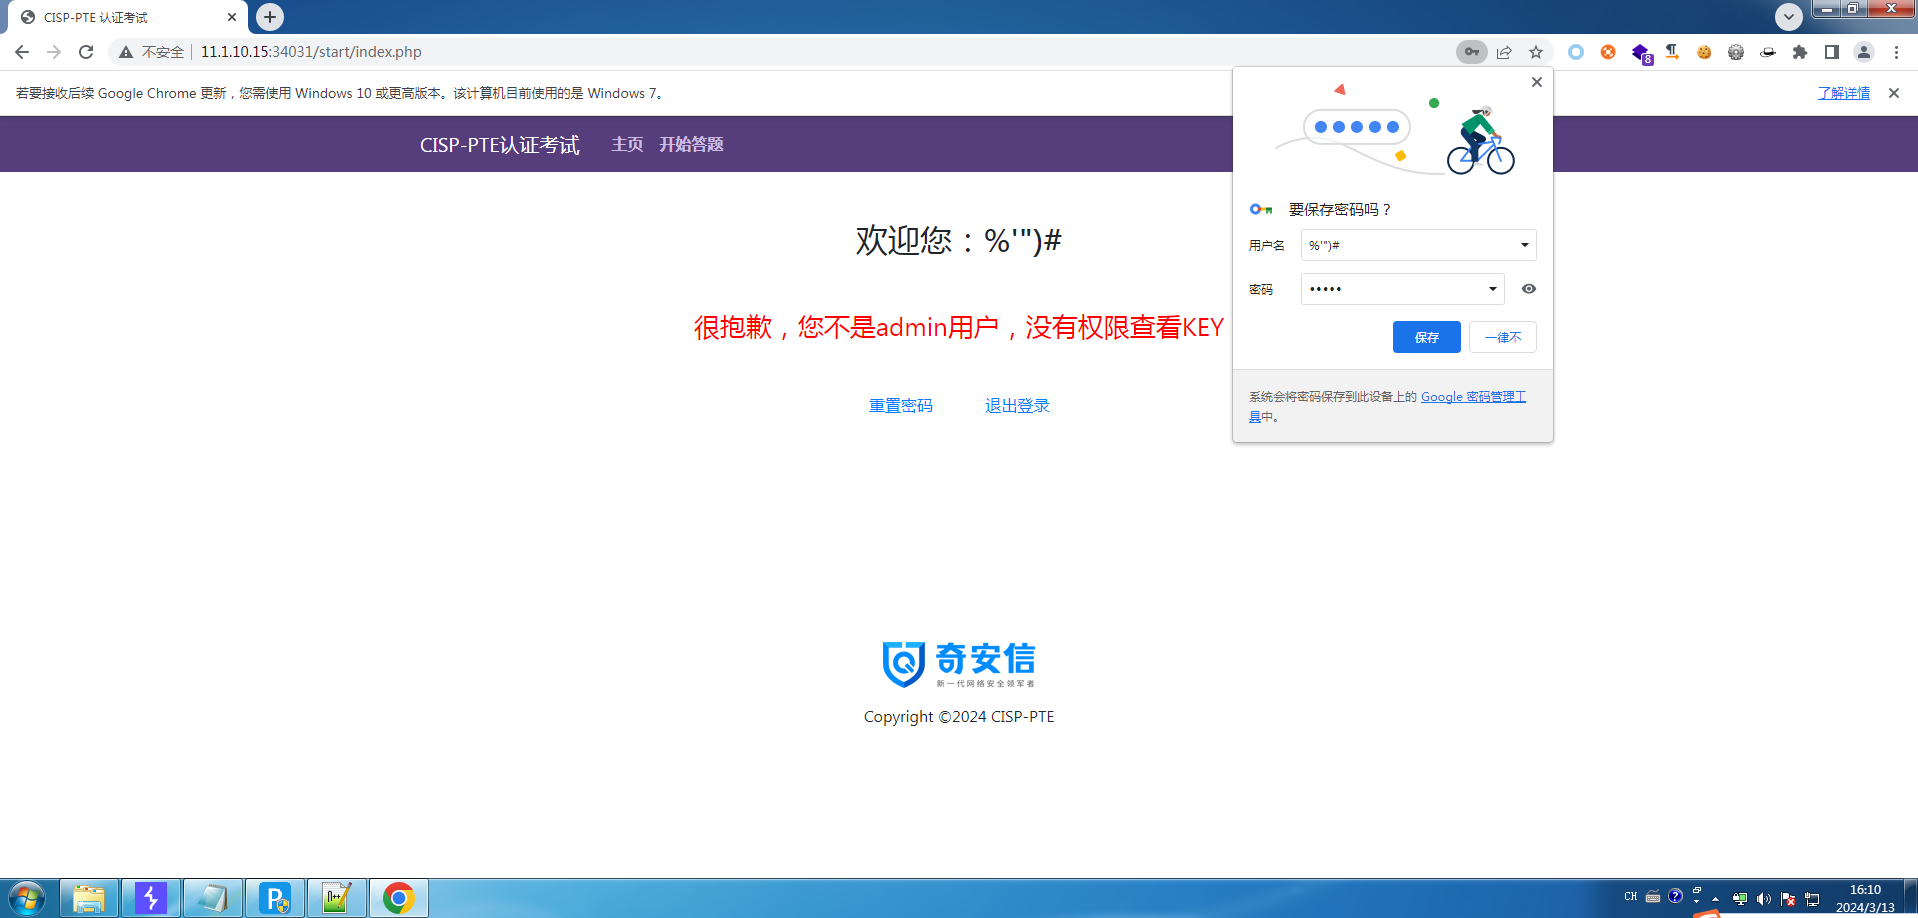 CISP-PTE 认证考试
不安全 11.1.10.15:34031/start/index.php
8
若要接收后续 Google Chrome 更新，您需使用 Windows 10 或更高版本。该计算机目前使用的是 Windows 7。
了解详情
CISP-PTE认证考试 主页 开始答题
欢迎您：%'")#
很抱歉，您不是admin用户，没有权限查看KEY
重置密码 退出登录
要保存密码吗？
用户名 %'")#
密码 •••••
保存 一律不
系统会将密码保存到此设备上的 Google 密码管理工
具中。
奇安信
新一代网络安全领军者
Copyright ©2024 CISP-PTE
CH
16:10
2024/3/13